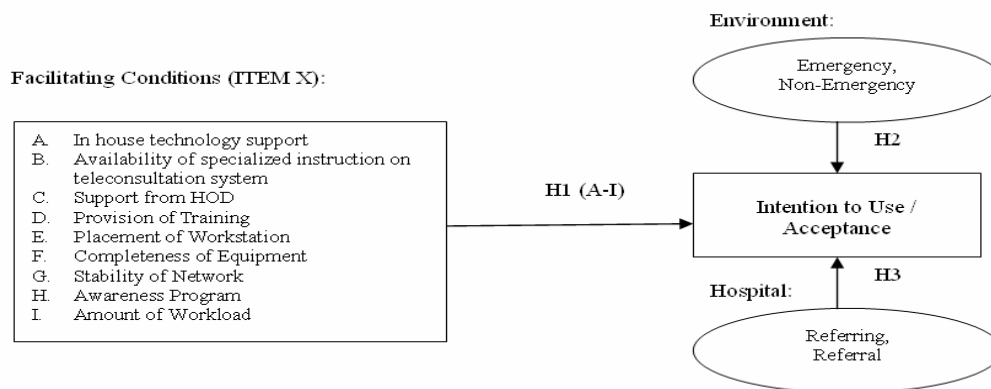 Facilitating Conditions (ITEM X):
A. In house technology support
B. Availability of specialized instruction on
teleconsultation system
C. Support from HOD
D. Provision of Training
E. Placement of Workstation
F. Completeness of Equipment
G. Stability of Network
H. Awareness Program
I. Amount of Workload
H1 (A-I)
Environment:
Emergency,
Non-Emergency
H2
Intention to Use /
Acceptance
H3
Hospital:
Referring,
Referral